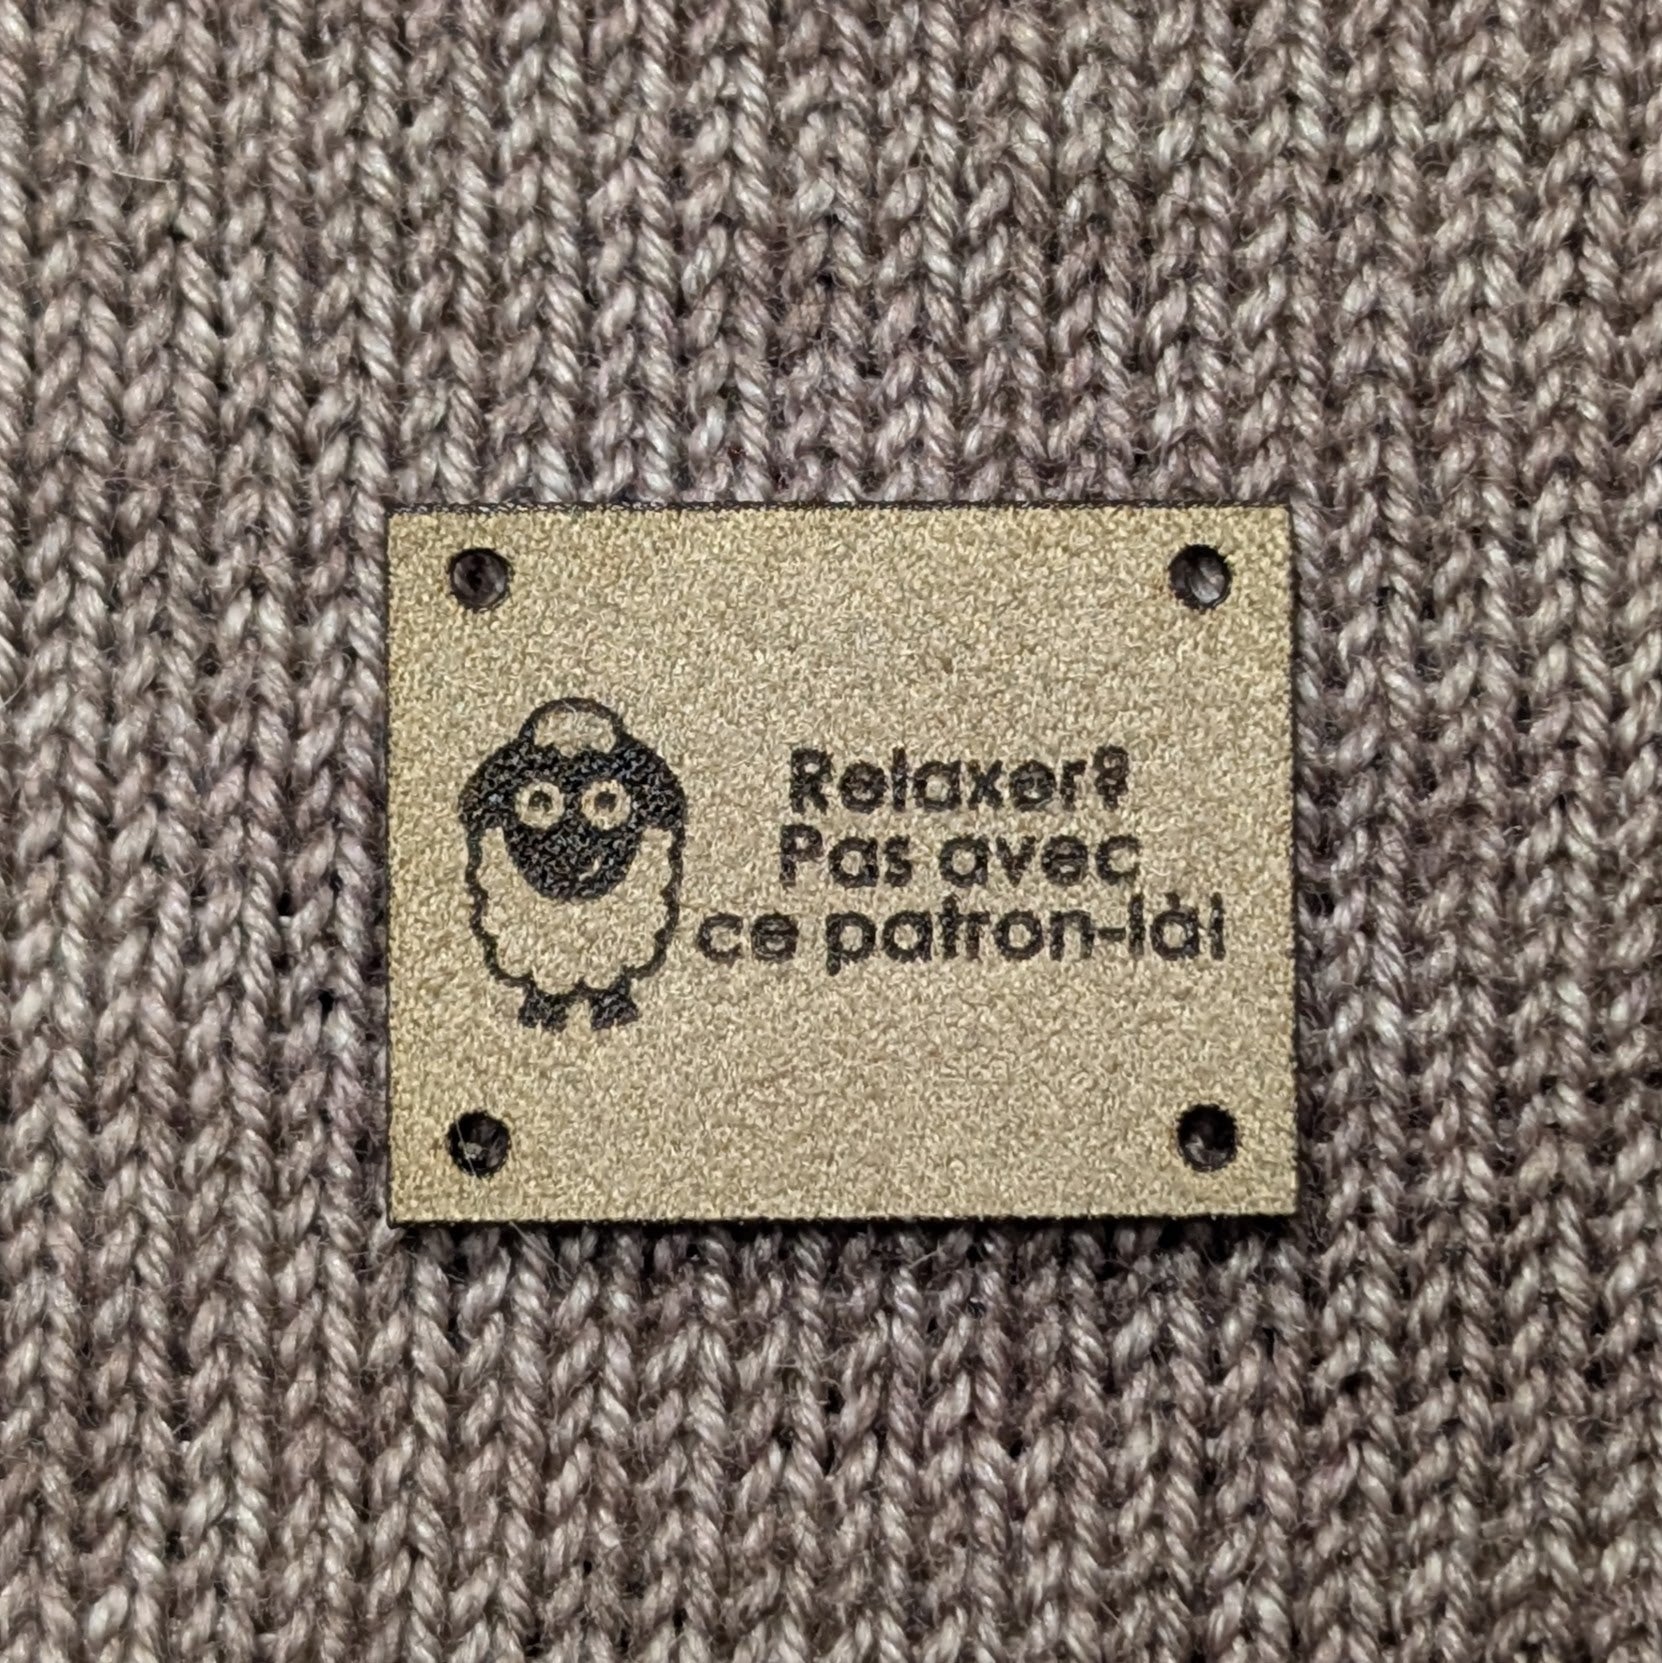 Relaxer?
Pas avec
ce patron-là!